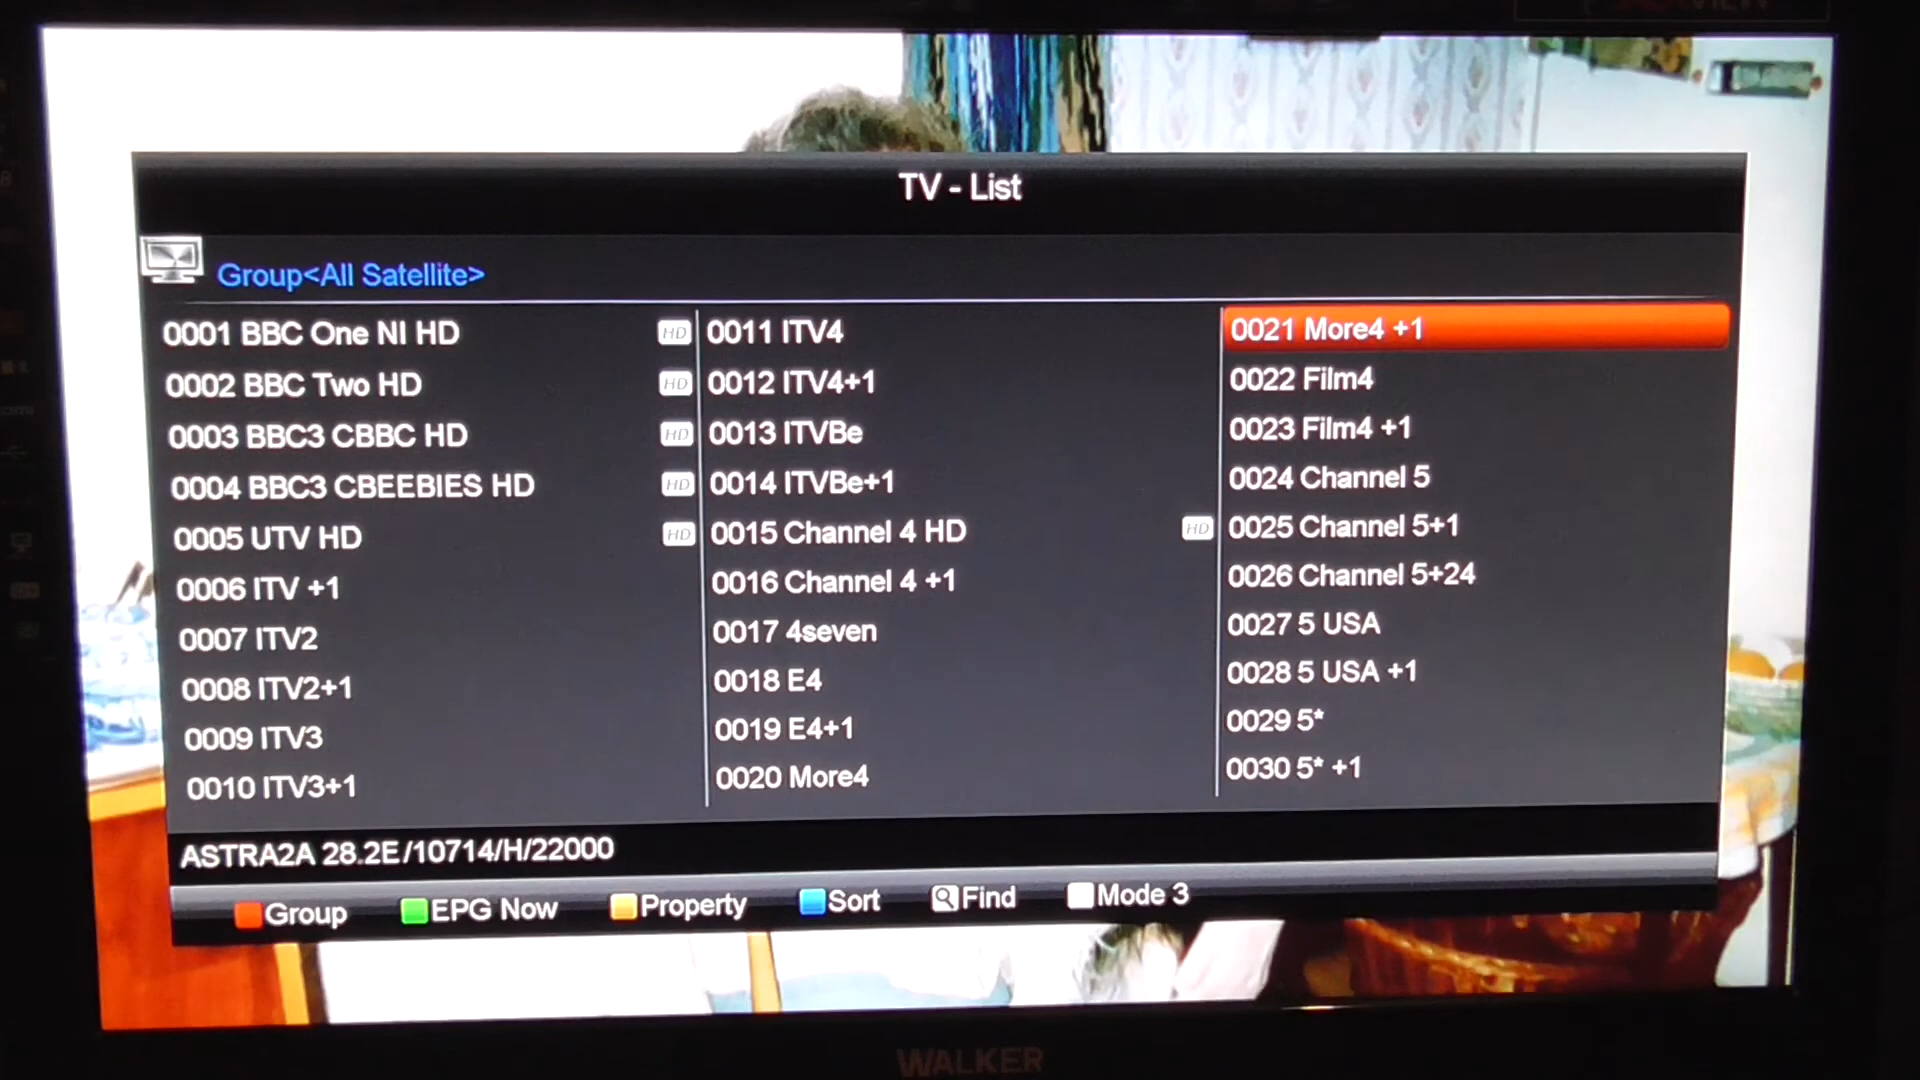 TV - List
Group<All Satellite>
0001 BBC One NI HD HD
0002 BBC Two HD HD
0003 BBC3 CBBC HD HD
0004 BBC3 CBEEBIES HD HD
0005 UTV HD HD
0006 ITV +1
0007 ITV2
0008 ITV2+1
0009 ITV3
0010 ITV3+1
0011 ITV4
0012 ITV4+1
0013 ITVBe
0014 ITVBe+1
0015 Channel 4 HD HD
0016 Channel 4 +1
0017 4seven
0018 E4
0019 E4+1
0020 More4
0021 More4 +1
0022 Film4
0023 Film4 +1
0024 Channel 5
0025 Channel 5+1
0026 Channel 5+24
0027 5 USA
0028 5 USA +1
0029 5*
0030 5* +1
ASTRA2A 28.2E/10714/H/22000
Group EPG Now Property Sort Find Mode 3
WALKER